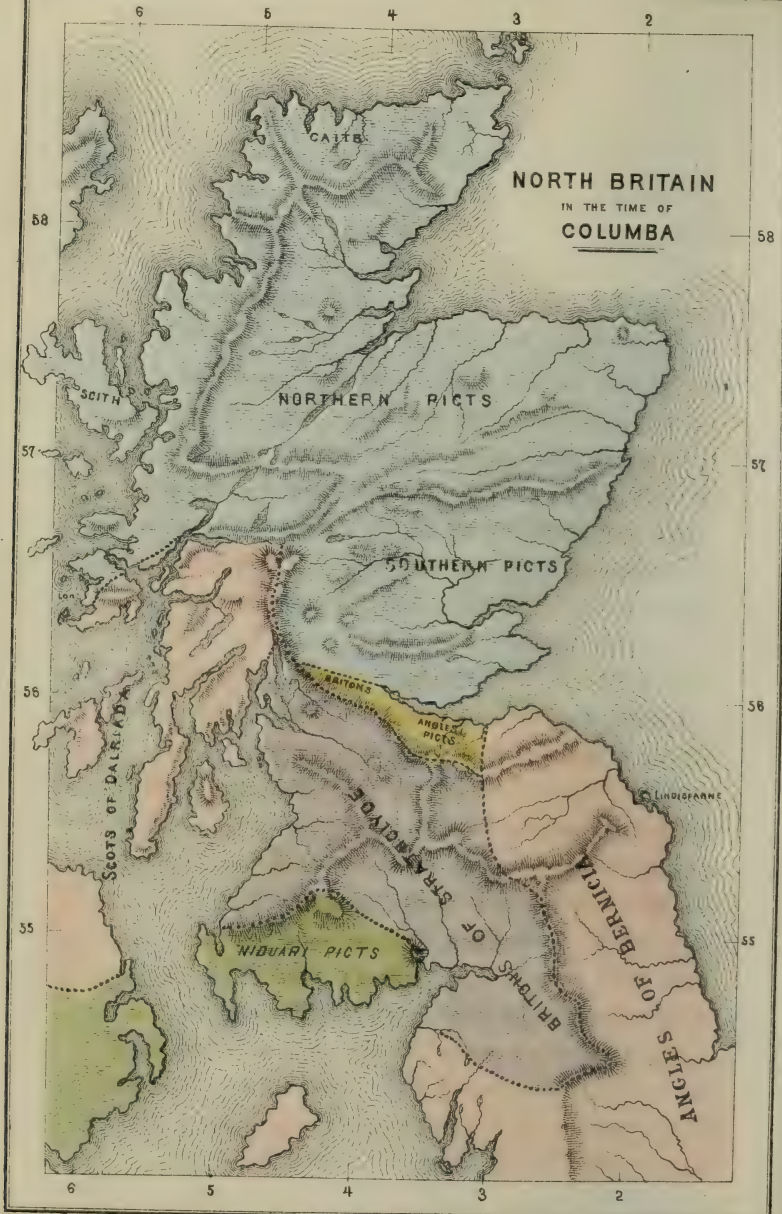 6 5 4 3 2
CAITB
NORTH BRITAIN
IN THE TIME OF
COLUMBA
58
58
SCITH
NORTHERN PICTS
57
57
SOUTHERN PICTS
56
BRITONS
56
ANGLES
PICTS
SCOTS OF DALRIADA
LINDISFARNE
BRITONS OF STRATCLYDE
ANGLES OF BERNICIA
55
55
NIDUARI PICTS
6 5 4 3 2